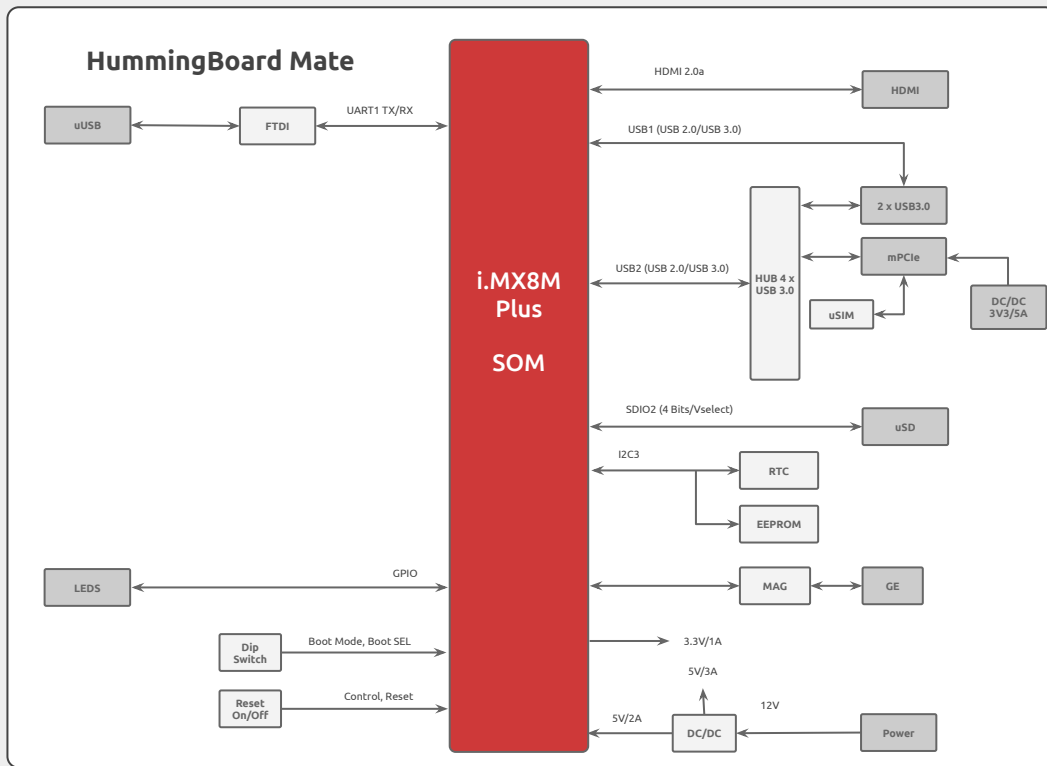 HummingBoard Mate
HDMI 2.0a
HDMI
UART1 TX/RX
uUSB
FTDI
USB1 (USB 2.0/USB 3.0)
2 x USB3.0
mPCIe
USB2 (USB 2.0/USB 3.0)
HUB 4 x
USB 3.0
i.MX8M
Plus
SOM
DC/DC
3V3/5A
uSIM
SDIO2 (4 Bits/Vselect)
uSD
I2C3
RTC
EEPROM
GPIO
LEDS
MAG
GE
Boot Mode, Boot SEL
Dip
Switch
3.3V/1A
5V/3A
Control, Reset
Reset
On/Off
12V
5V/2A
DC/DC
Power